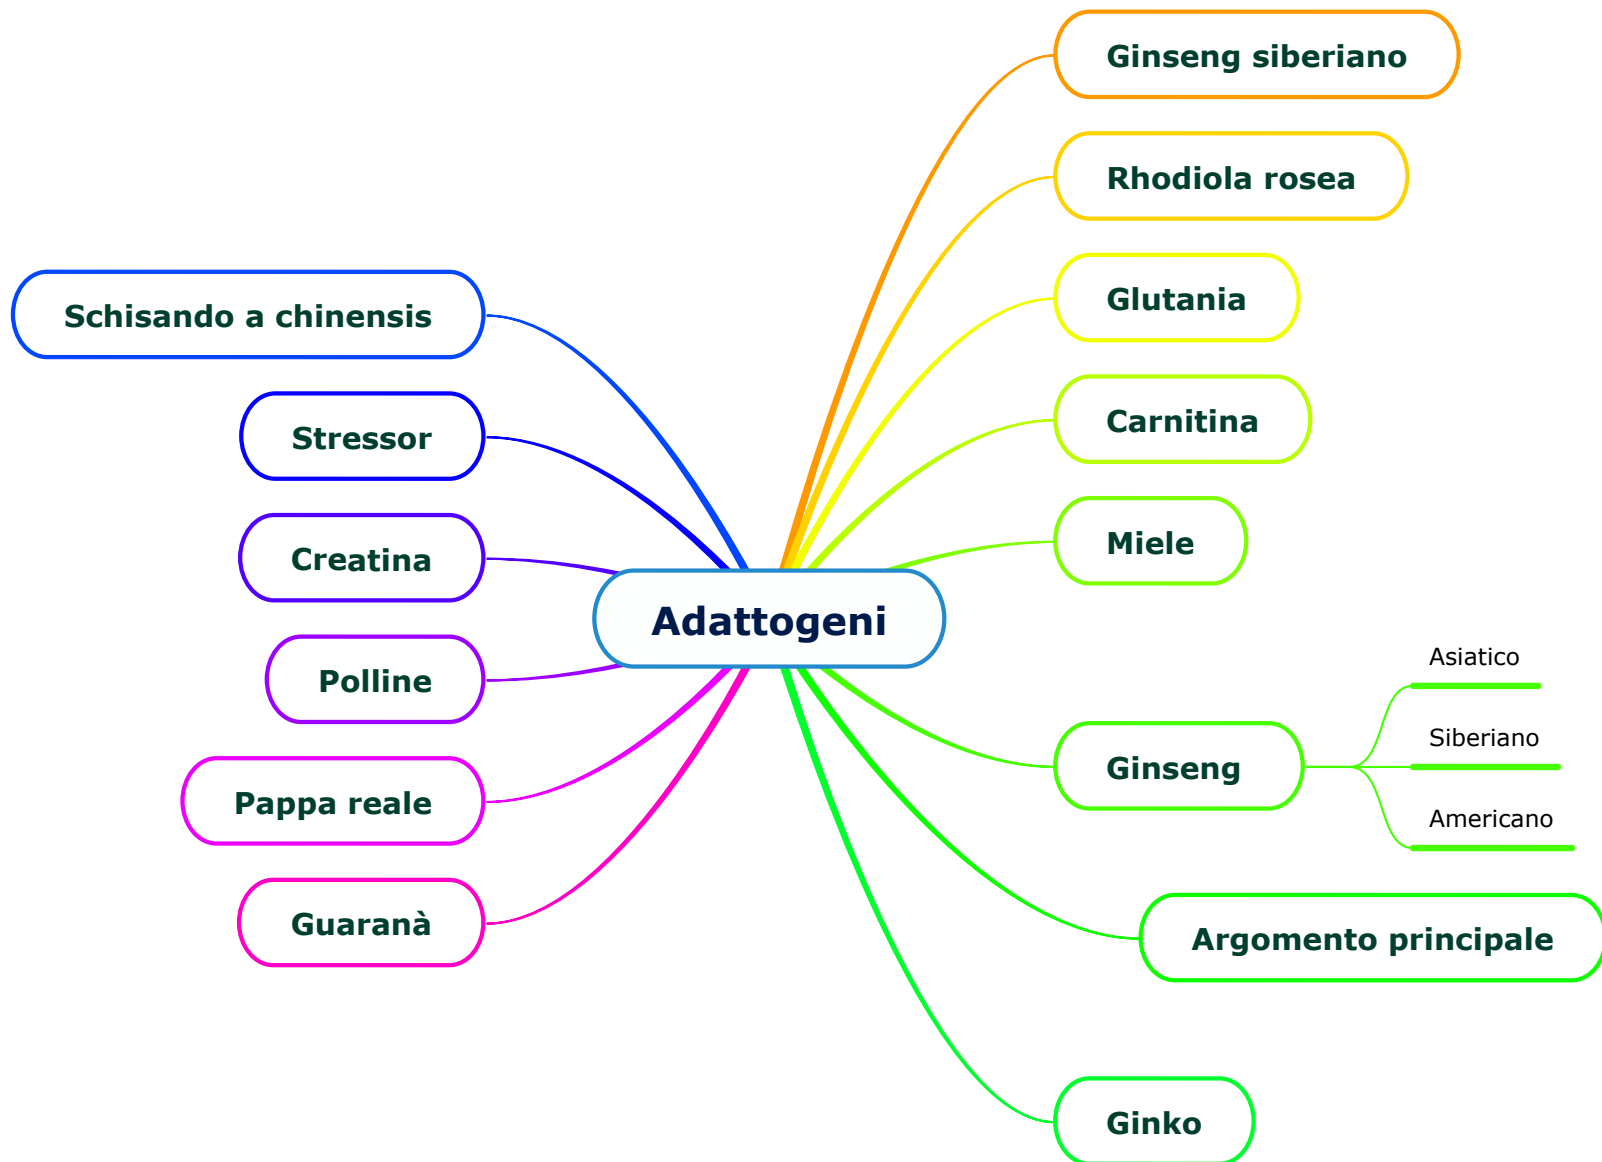 Ginseng siberiano
Rhodiola rosea
Glutania
Carnitina
Miele
Ginseng
Asiatico
Siberiano
Americano
Argomento principale
Ginko
Adattogeni
Schisando a chinensis
Stressor
Creatina
Polline
Pappa reale
Guaranà